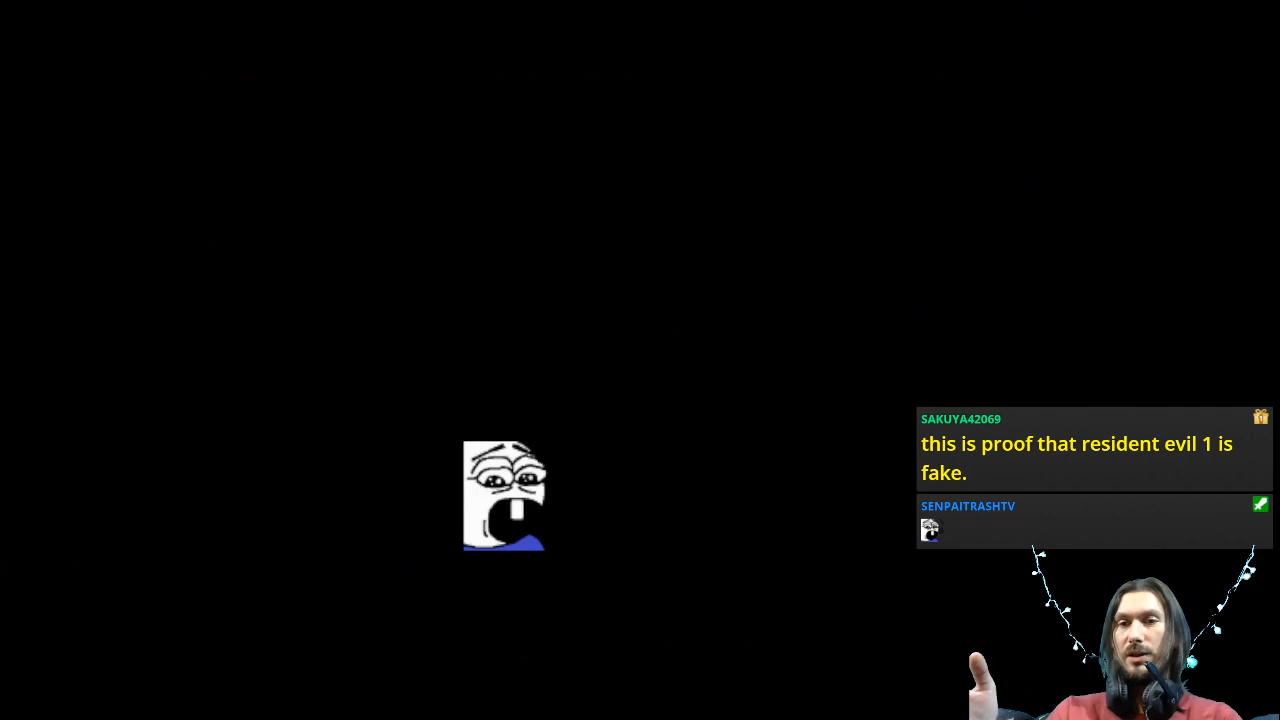 SAKUYA42069
this is proof that resident evil 1 is
fake.
SENPAITRASHTV